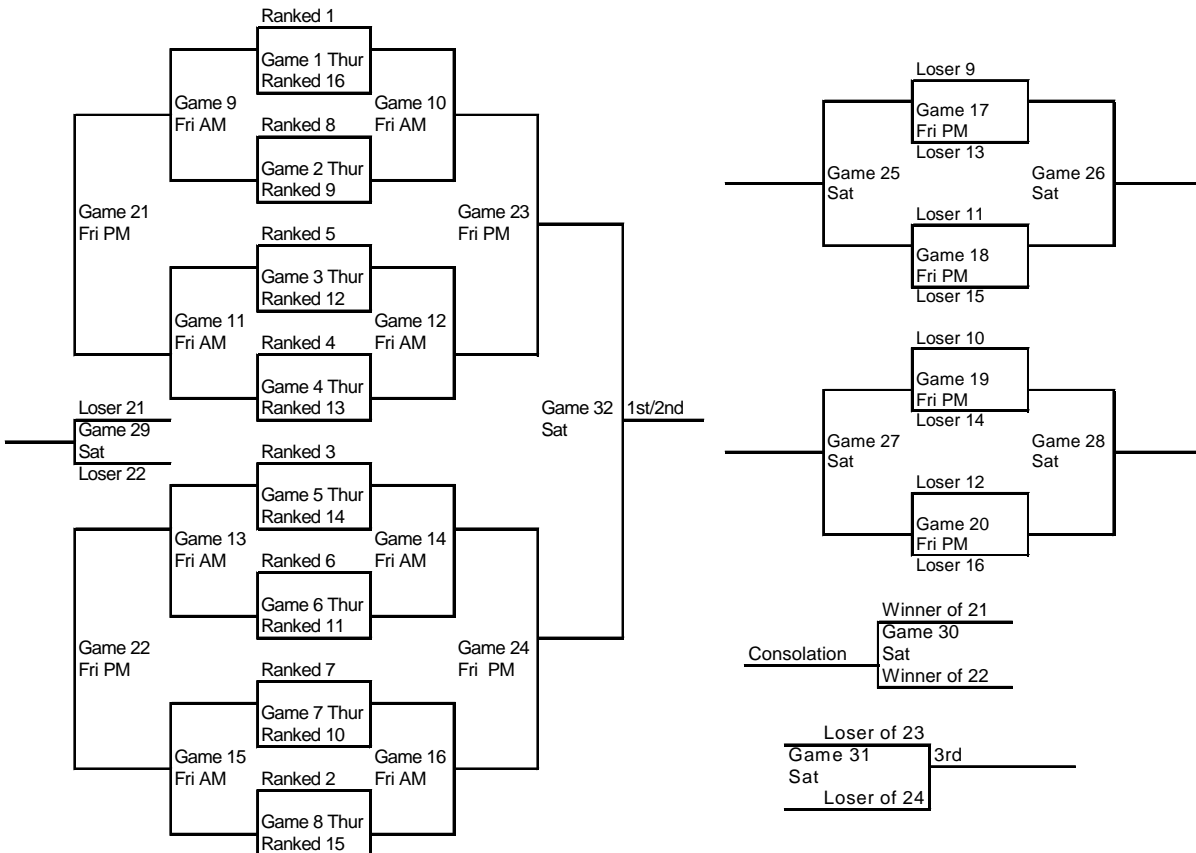 Ranked 1
Game 1 Thur
Ranked 16
Game 9
Fri AM
Game 10
Fri AM
Ranked 8
Game 2 Thur
Ranked 9
Game 21
Fri PM
Game 23
Fri PM
Ranked 5
Game 3 Thur
Ranked 12
Game 11
Fri AM
Game 12
Fri AM
Ranked 4
Game 4 Thur
Ranked 13
Loser 21
Game 29
Sat
Loser 22
Game 32
Sat
1st/2nd
Ranked 3
Game 5 Thur
Ranked 14
Game 13
Fri AM
Game 14
Fri AM
Ranked 6
Game 6 Thur
Ranked 11
Game 22
Fri PM
Game 24
Fri PM
Ranked 7
Game 7 Thur
Ranked 10
Game 15
Fri AM
Game 16
Fri AM
Ranked 2
Game 8 Thur
Ranked 15
Loser 9
Game 17
Fri PM
Loser 13
Game 25
Sat
Game 26
Sat
Loser 11
Game 18
Fri PM
Loser 15
Loser 10
Game 19
Fri PM
Loser 14
Game 27
Sat
Game 28
Sat
Loser 12
Game 20
Fri PM
Loser 16
Winner of 21
Game 30
Sat
Consolation
Winner of 22
Loser of 23
Game 31
Sat
3rd
Loser of 24